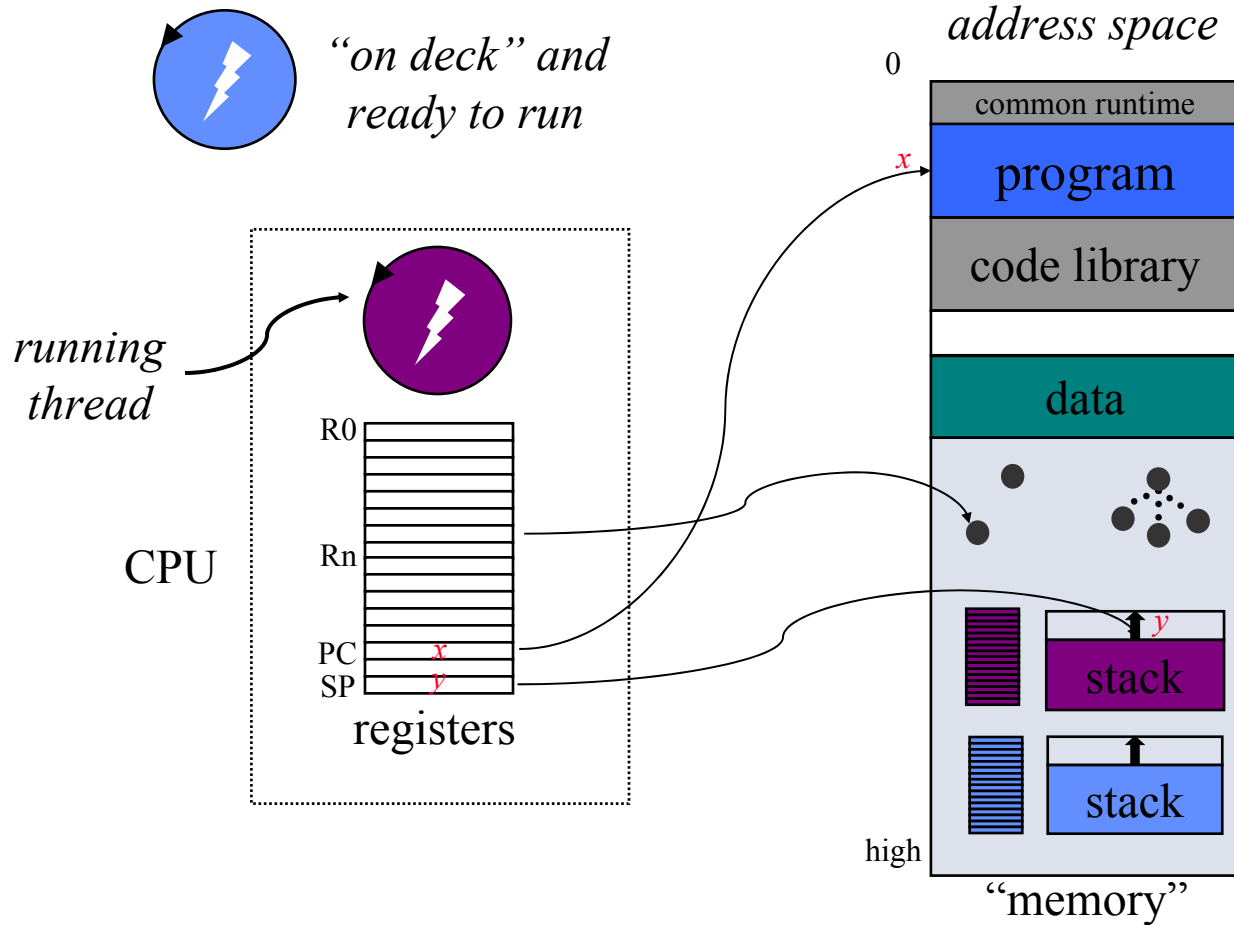 “on deck” and
ready to run
address space
0
common runtime
x
program
code library
running
thread
data
R0
CPU
Rn
PC
x
SP
y
registers
y
stack
stack
high
“memory”